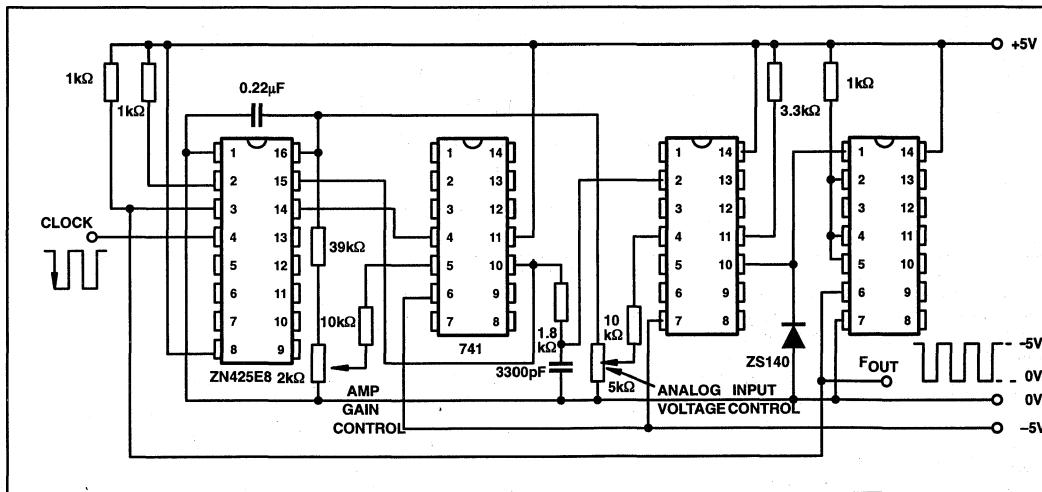 +5V
1kΩ
1kΩ
0.22μF
3.3kΩ
1kΩ
1 16
2 15
3 14
4 13
5 12
6 11
7 10
8 9
ZN425E8
1 14
2 13
3 12
4 11
5 10
6 9
7 8
741
1 14
2 13
3 12
4 11
5 10
6 9
7 8
1 14
2 13
3 12
4 11
5 10
6 9
7 8
CLOCK
39kΩ
10kΩ
2kΩ
AMP
GAIN
CONTROL
1.8
kΩ
3300pF
10
kΩ
5kΩ
ANALOG INPUT
VOLTAGE CONTROL
ZS140
FOUT
–5V
0V
0V
–5V